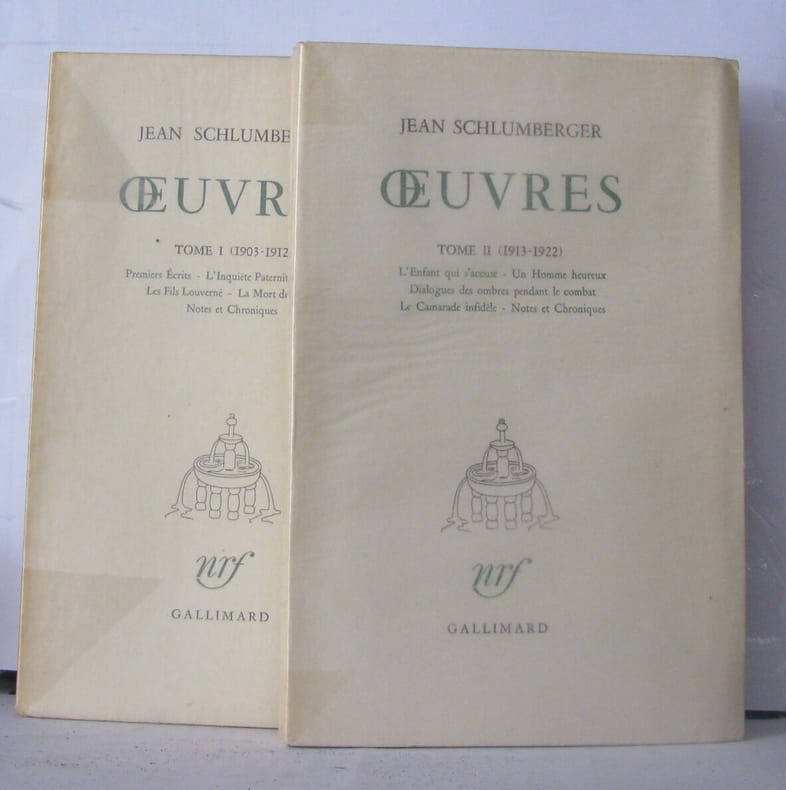 JEAN SCHLUMBE
ŒUVR
TOME I (1903-1912
Premiers Écrits - L'Inquiète Paternit
Les Fils Louverné - La Mort de
Notes et Chroniques
nrf
GALLIMARD
JEAN SCHLUMBERGER
ŒUVRES
TOME II (1913-1922)
L'Enfant qui s'accuse - Un Homme heureux
Dialogues des ombres pendant le combat
Le Camarade infidèle - Notes et Chroniques
nrf
GALLIMARD